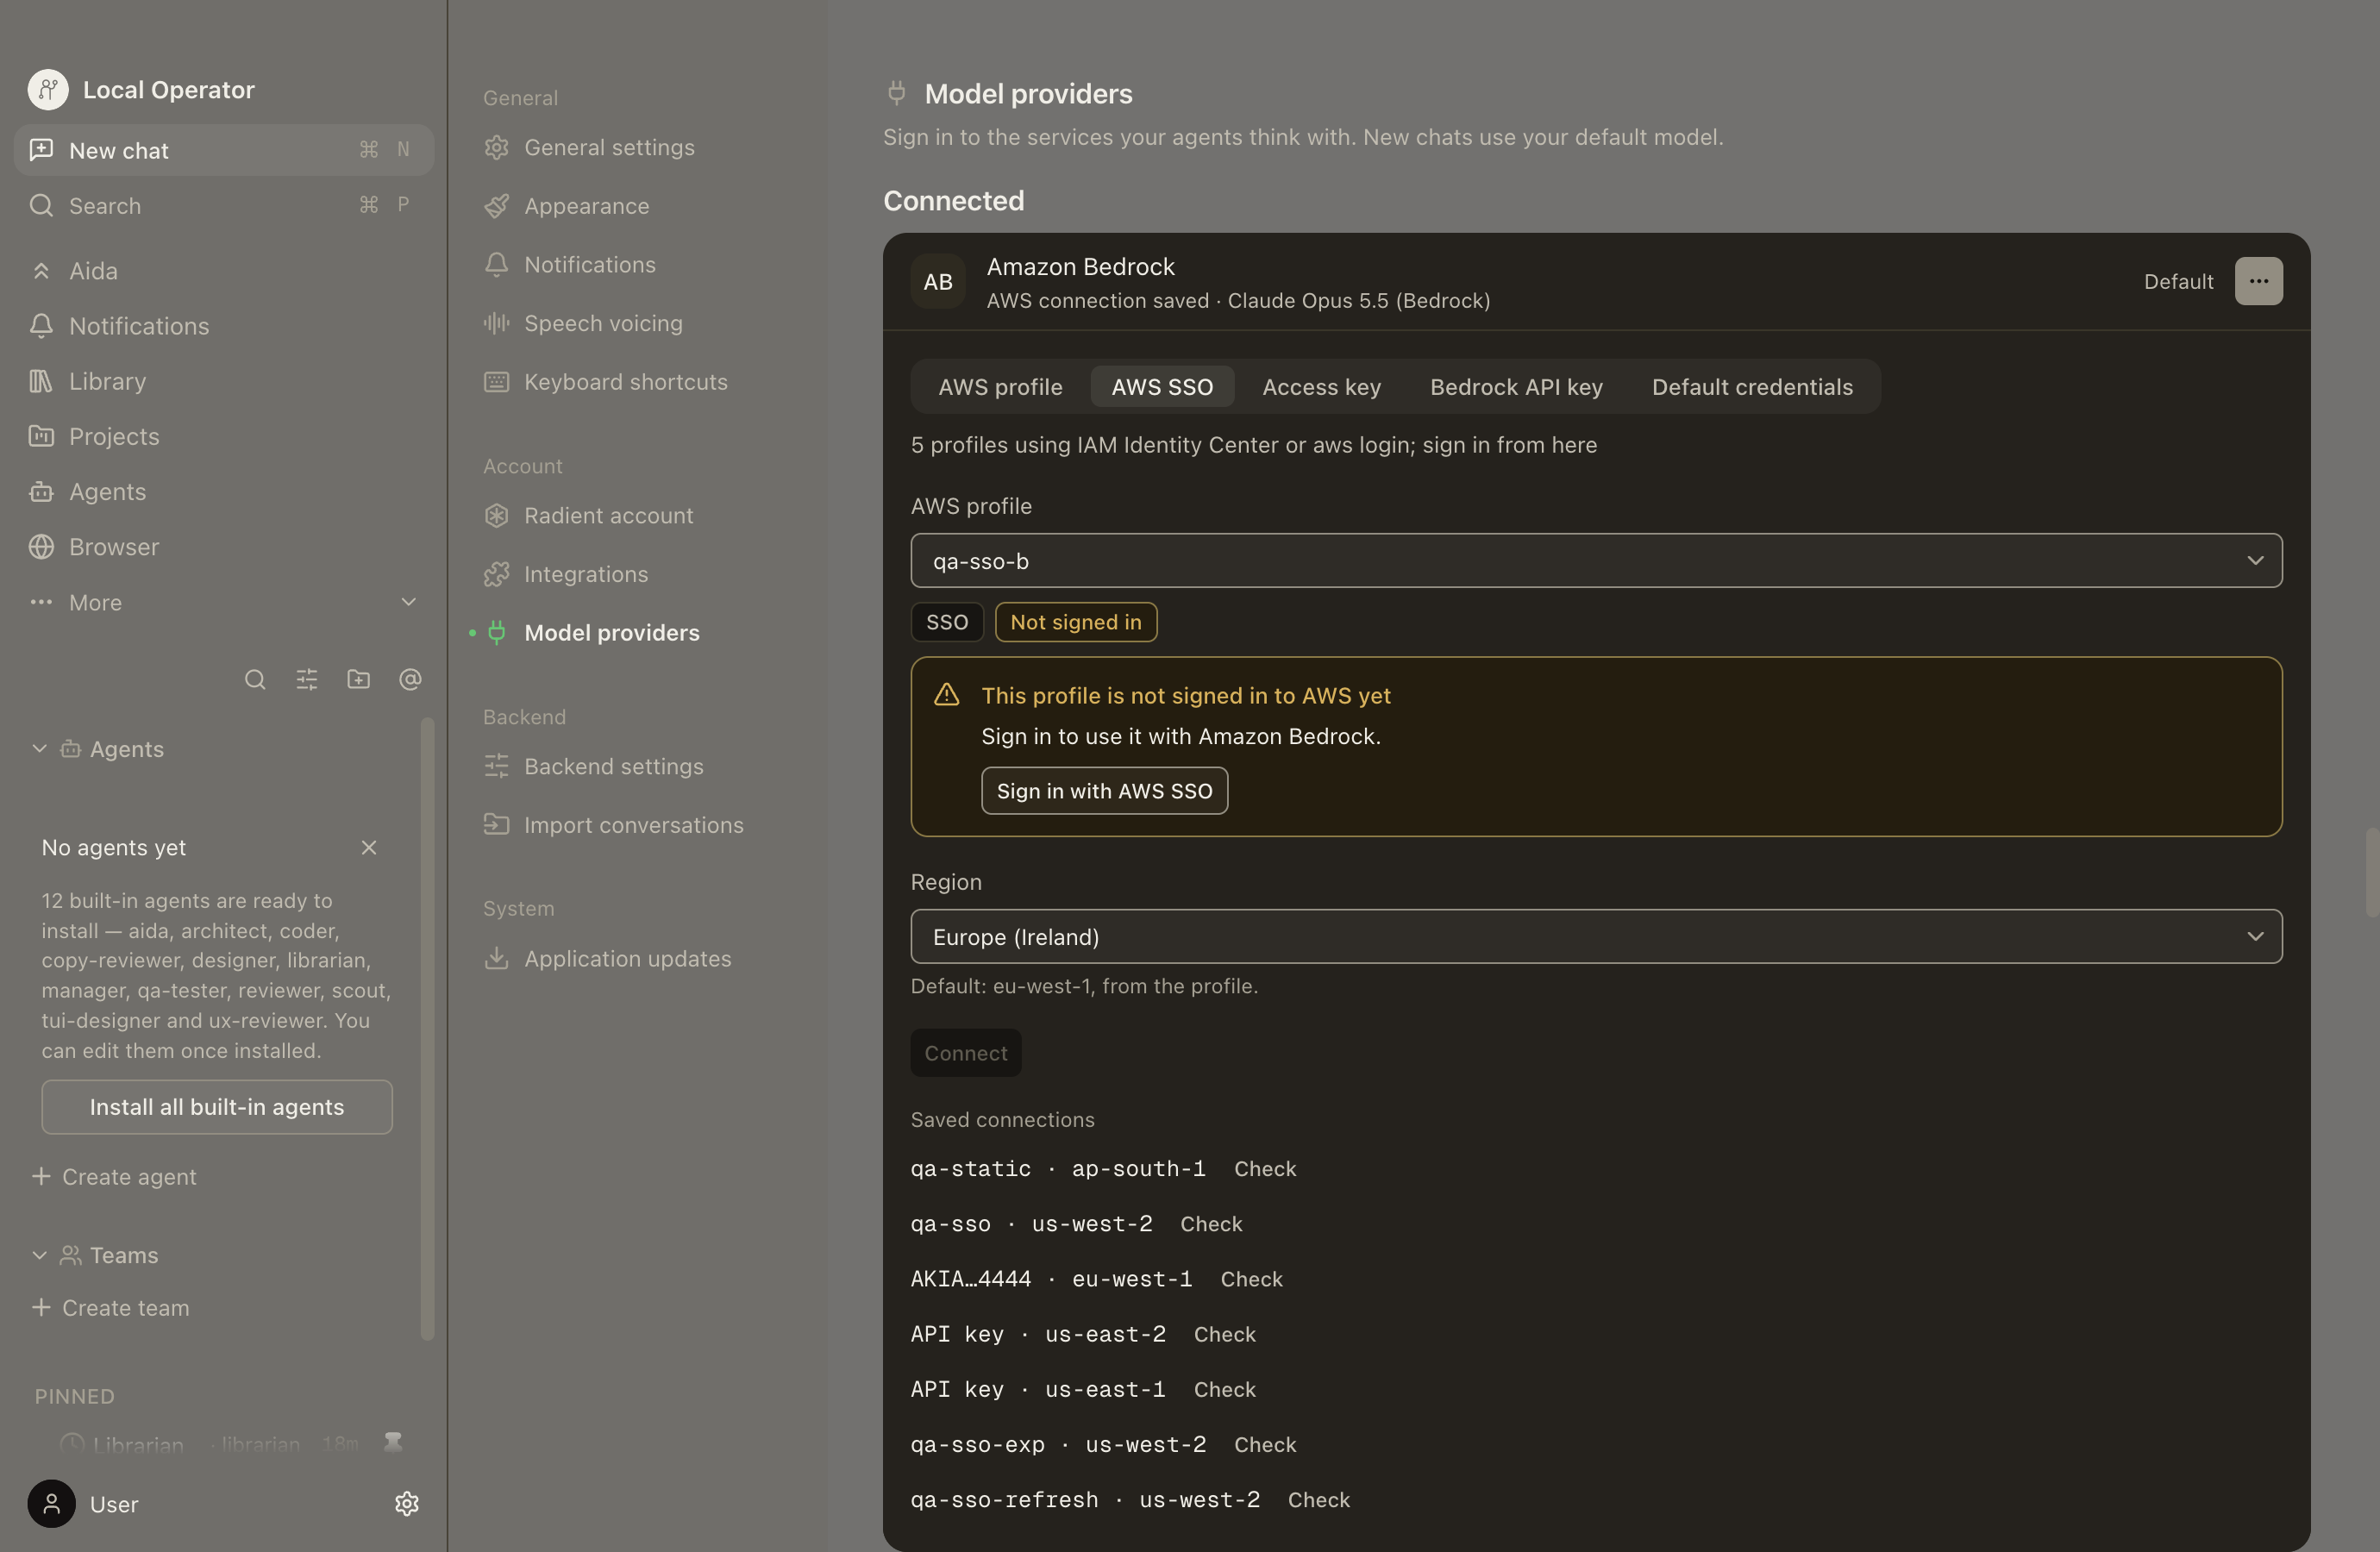 Local Operator
New chat ⌘ N
Search ⌘ P
Aida
Notifications
Library
Projects
Agents
Browser
More
Agents
No agents yet
12 built-in agents are ready to
install — aida, architect, coder,
copy-reviewer, designer, librarian,
manager, qa-tester, reviewer, scout,
tui-designer and ux-reviewer. You
can edit them once installed.
Install all built-in agents
Create agent
Teams
Create team
PINNED
Librarian · librarian 18m
User
General
General settings
Appearance
Notifications
Speech voicing
Keyboard shortcuts
Account
Radient account
Integrations
Model providers
Backend
Backend settings
Import conversations
System
Application updates
Model providers
Sign in to the services your agents think with. New chats use your default model.
Connected
AB
Amazon Bedrock
AWS connection saved · Claude Opus 5.5 (Bedrock)
Default
AWS profile
AWS SSO
Access key
Bedrock API key
Default credentials
5 profiles using IAM Identity Center or aws login; sign in from here
AWS profile
qa-sso-b
SSO
Not signed in
This profile is not signed in to AWS yet
Sign in to use it with Amazon Bedrock.
Sign in with AWS SSO
Region
Europe (Ireland)
Default: eu-west-1, from the profile.
Connect
Saved connections
qa-static · ap-south-1 Check
qa-sso · us-west-2 Check
AKIA…4444 · eu-west-1 Check
API key · us-east-2 Check
API key · us-east-1 Check
qa-sso-exp · us-west-2 Check
qa-sso-refresh · us-west-2 Check